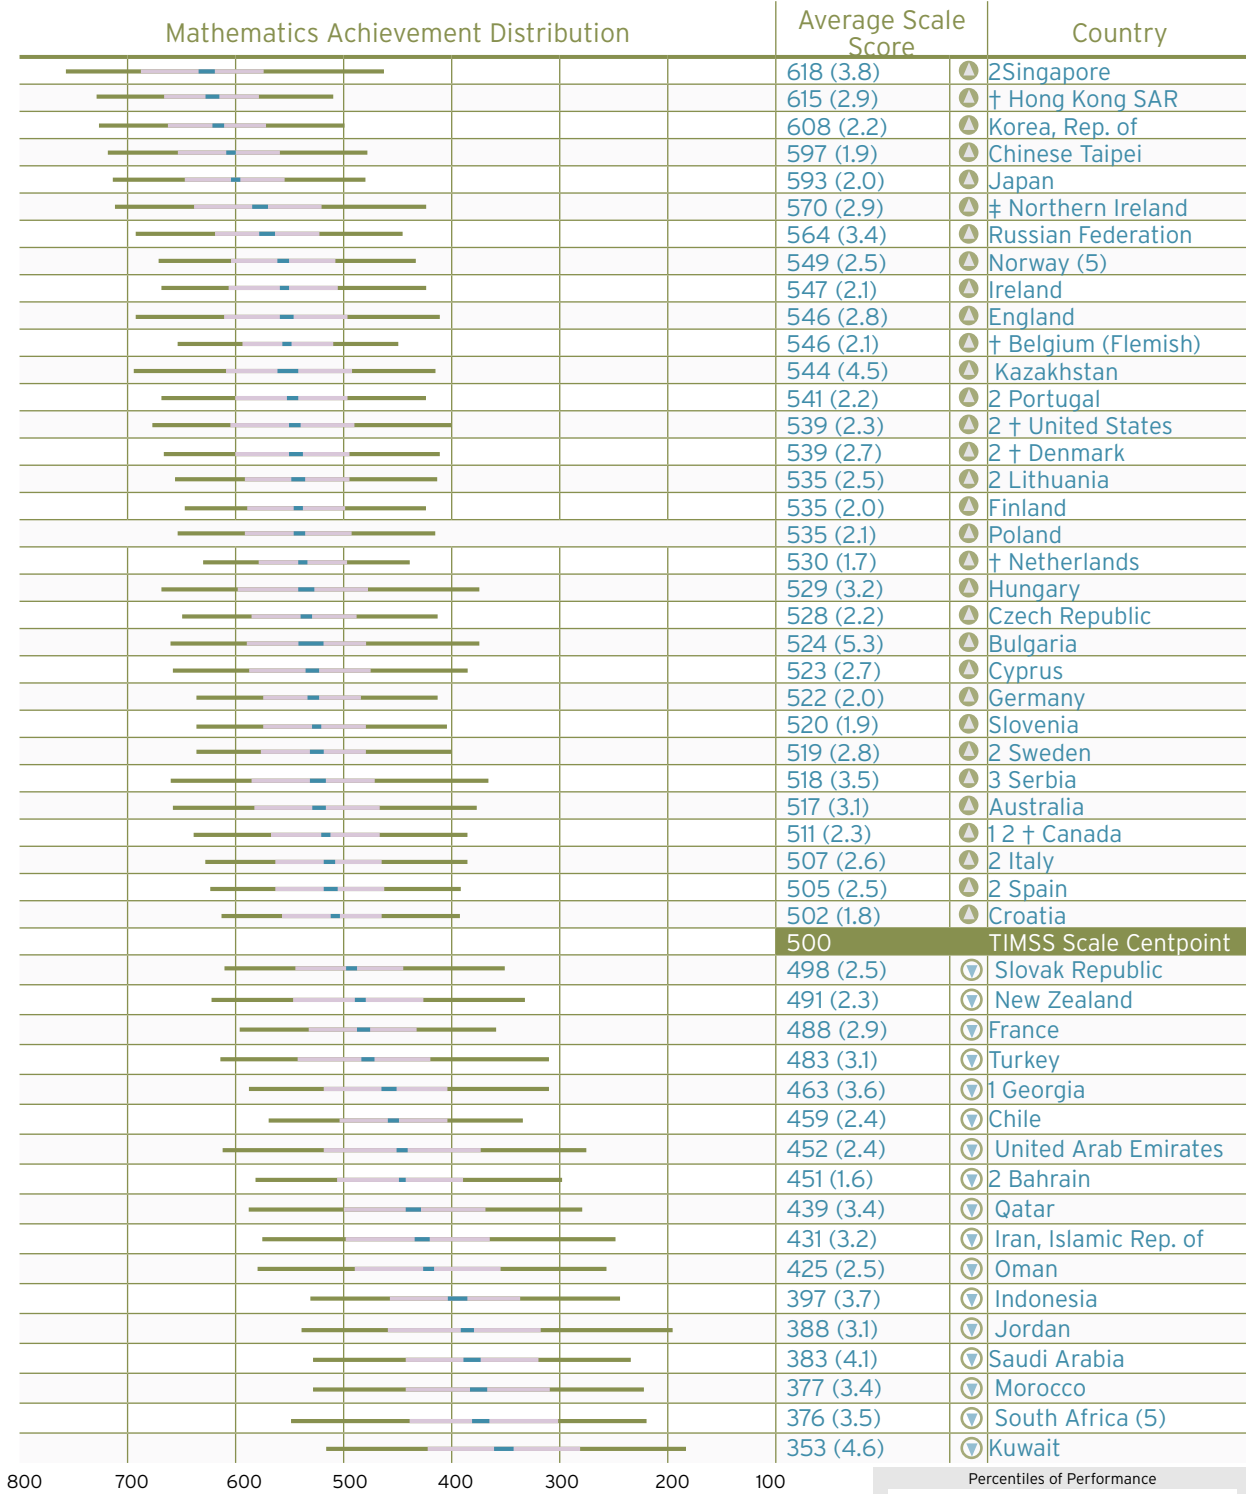 Mathematics Achievement Distribution
Average Scale
Score
Country
618 (3.8) 2Singapore
615 (2.9) † Hong Kong SAR
608 (2.2) Korea, Rep. of
597 (1.9) Chinese Taipei
593 (2.0) Japan
570 (2.9) ‡ Northern Ireland
564 (3.4) Russian Federation
549 (2.5) Norway (5)
547 (2.1) Ireland
546 (2.8) England
546 (2.1) † Belgium (Flemish)
544 (4.5) Kazakhstan
541 (2.2) 2 Portugal
539 (2.3) 2 † United States
539 (2.7) 2 † Denmark
535 (2.5) 2 Lithuania
535 (2.0) Finland
535 (2.1) Poland
530 (1.7) † Netherlands
529 (3.2) Hungary
528 (2.2) Czech Republic
524 (5.3) Bulgaria
523 (2.7) Cyprus
522 (2.0) Germany
520 (1.9) Slovenia
519 (2.8) 2 Sweden
518 (3.5) 3 Serbia
517 (3.1) Australia
511 (2.3) 1 2 † Canada
507 (2.6) 2 Italy
505 (2.5) 2 Spain
502 (1.8) Croatia
500 TIMSS Scale Centpoint
498 (2.5) Slovak Republic
491 (2.3) New Zealand
488 (2.9) France
483 (3.1) Turkey
463 (3.6) 1 Georgia
459 (2.4) Chile
452 (2.4) United Arab Emirates
451 (1.6) 2 Bahrain
439 (3.4) Qatar
431 (3.2) Iran, Islamic Rep. of
425 (2.5) Oman
397 (3.7) Indonesia
388 (3.1) Jordan
383 (4.1) Saudi Arabia
377 (3.4) Morocco
376 (3.5) South Africa (5)
353 (4.6) Kuwait
800 700 600 500 400 300 200 100
Percentiles of Performance